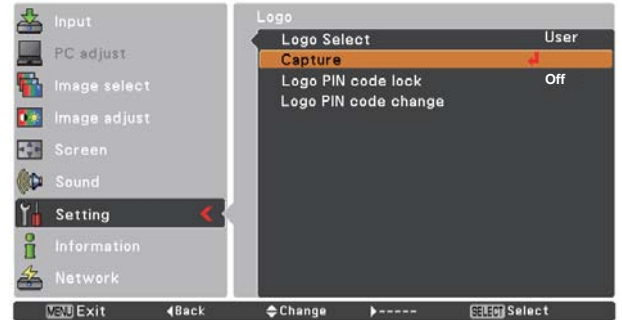 Input
PC adjust
Image select
Image adjust
Screen
Sound
Setting
Information
Network
Logo
Logo Select User
Capture
Logo PIN code lock Off
Logo PIN code change
MENU Exit ◀Back Change ▶----- SELECT Select